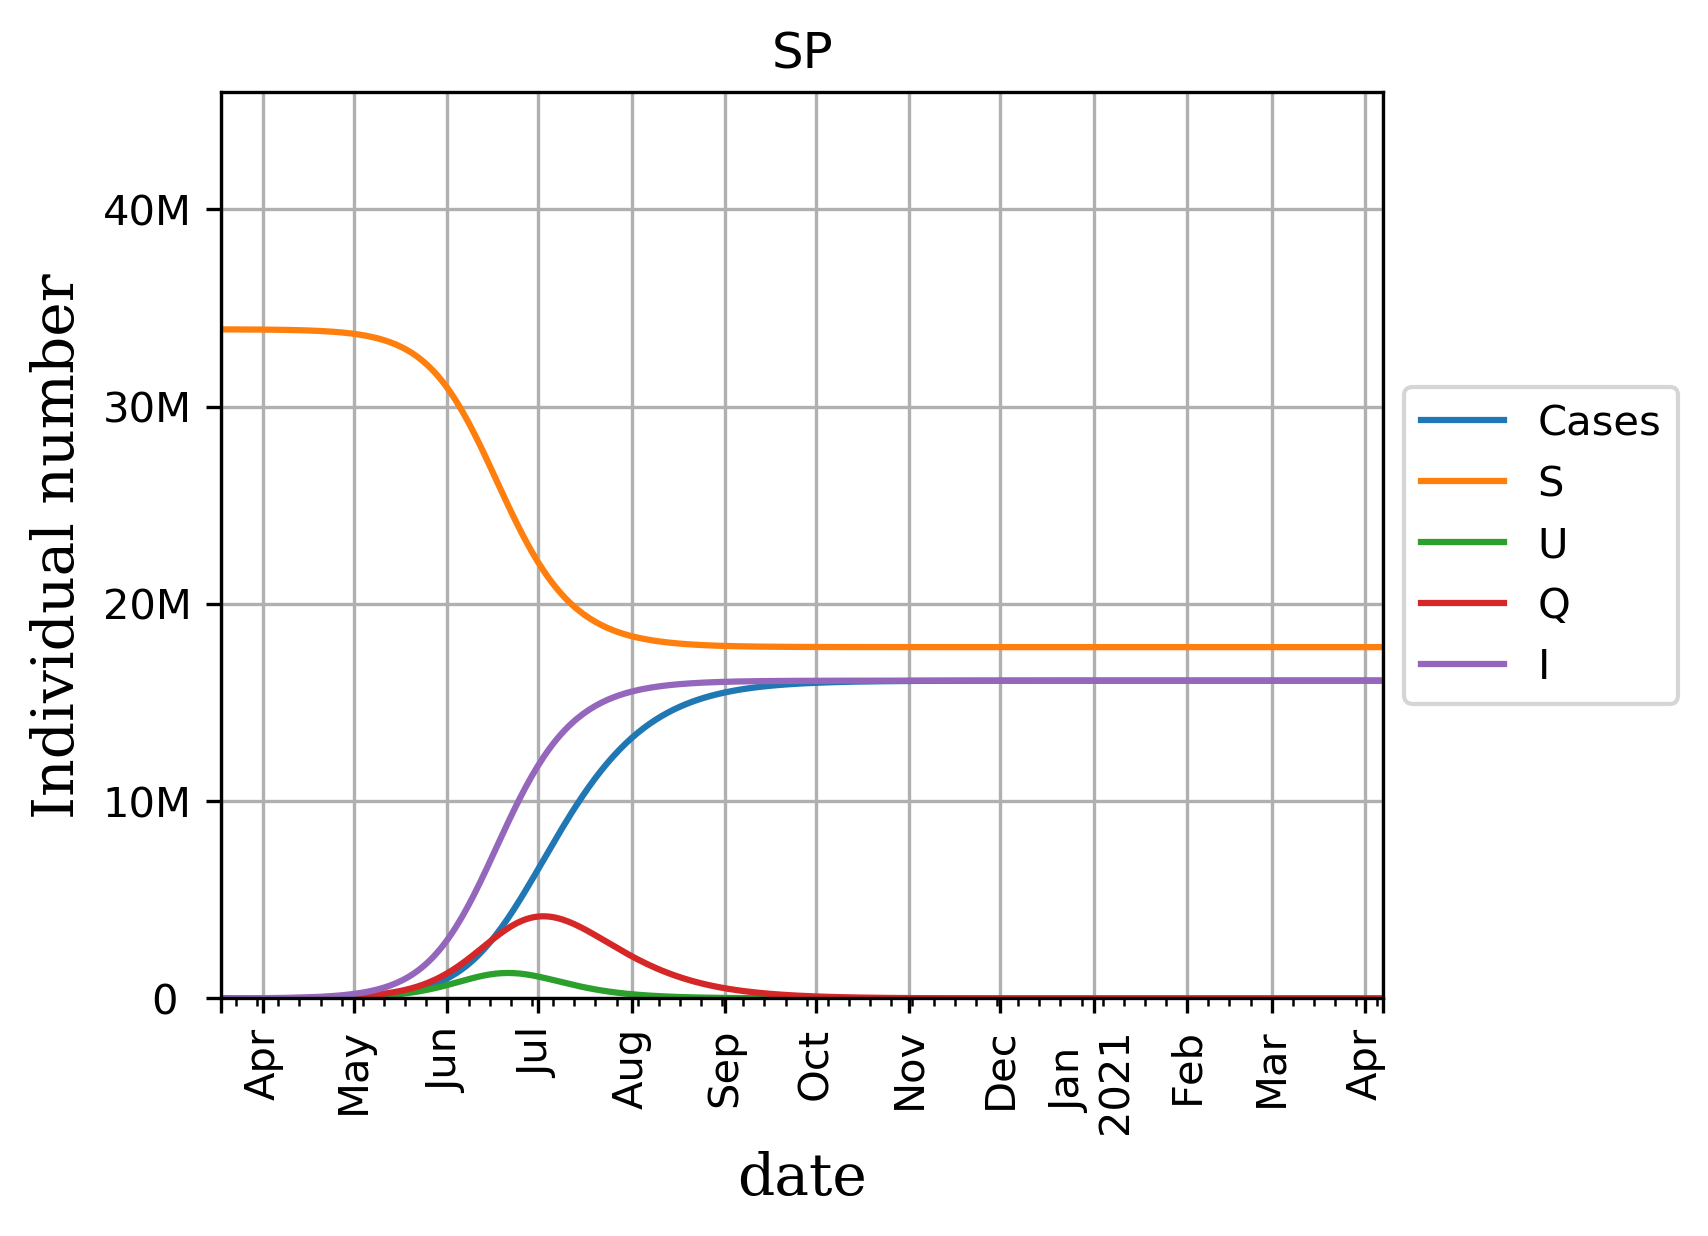 SP
Individual number
40M
30M
20M
10M
0
Apr
May
Jun
Jul
Aug
Sep
Oct
Nov
Dec
Jan
2021
Feb
Mar
Apr
date
Cases
S
U
Q
I